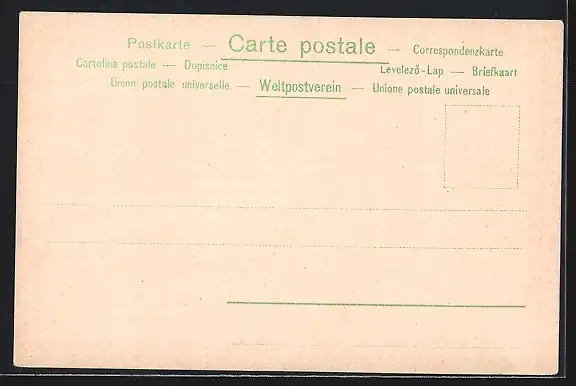 Postkarte — Carte postale — Correspondenzkarte
Cartolina postale — Dopisnice Levelező-Lap — Briefkaart
Union postale universelle — Weltpostverein — Unione postale universale